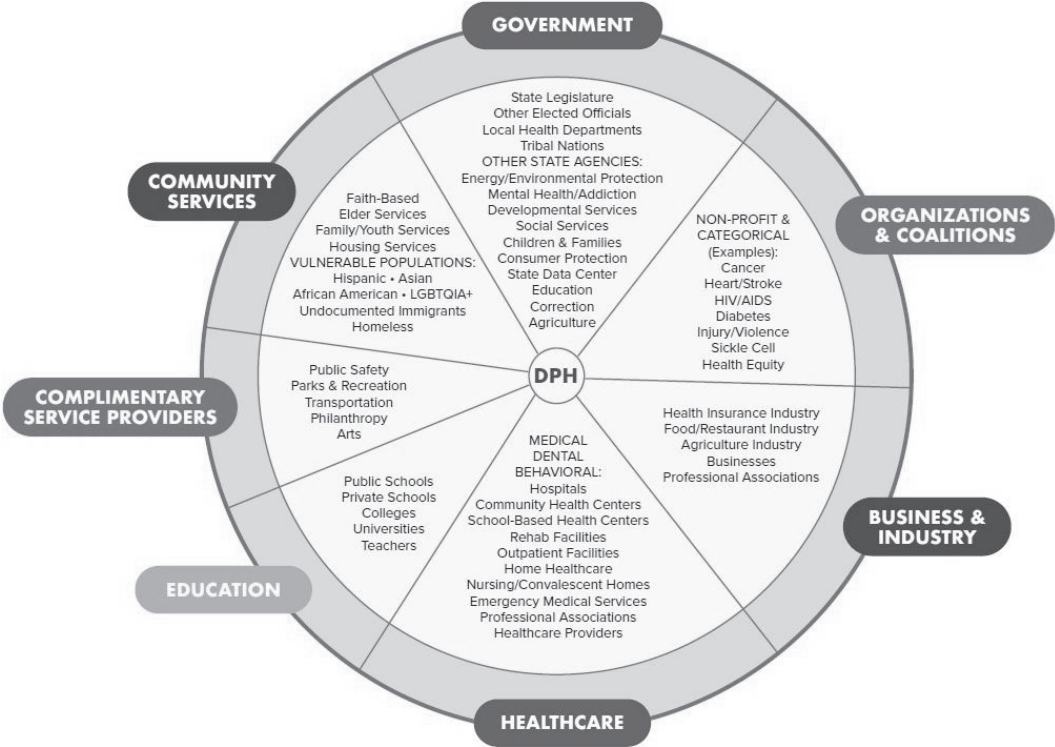 GOVERNMENT
State Legislature
Other Elected Officials
Local Health Departments
Tribal Nations
OTHER STATE AGENCIES:
Energy/Environmental Protection
Mental Health/Addiction
Developmental Services
Social Services
Children & Families
Consumer Protection
State Data Center
Education
Correction
Agriculture
ORGANIZATIONS
& COALITIONS
NON-PROFIT &
CATEGORICAL
(Examples):
Cancer
Heart/Stroke
HIV/AIDS
Diabetes
Injury/Violence
Sickle Cell
Health Equity
BUSINESS &
INDUSTRY
Health Insurance Industry
Food/Restaurant Industry
Agriculture Industry
Businesses
Professional Associations
HEALTHCARE
MEDICAL
DENTAL
BEHAVIORAL:
Hospitals
Community Health Centers
School-Based Health Centers
Rehab Facilities
Outpatient Facilities
Home Healthcare
Nursing/Convalescent Homes
Emergency Medical Services
Professional Associations
Healthcare Providers
EDUCATION
Public Schools
Private Schools
Colleges
Universities
Teachers
COMPLIMENTARY
SERVICE PROVIDERS
Public Safety
Parks & Recreation
Transportation
Philanthropy
Arts
COMMUNITY
SERVICES
Faith-Based
Elder Services
Family/Youth Services
Housing Services
VULNERABLE POPULATIONS:
Hispanic • Asian
African American • LGBTQIA+
Undocumented Immigrants
Homeless
DPH